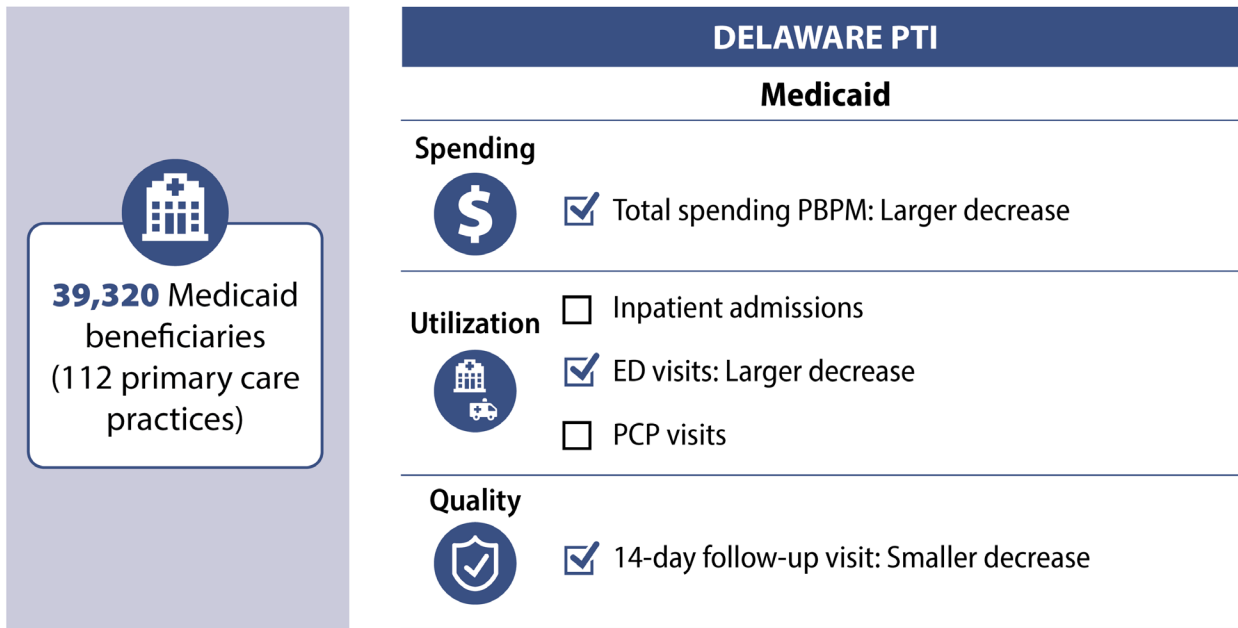 39,320 Medicaid
beneficiaries
(112 primary care
practices)
DELAWARE PTI
Medicaid
Spending
$
Total spending PBPM: Larger decrease
Utilization
Inpatient admissions
ED visits: Larger decrease
PCP visits
Quality
14-day follow-up visit: Smaller decrease